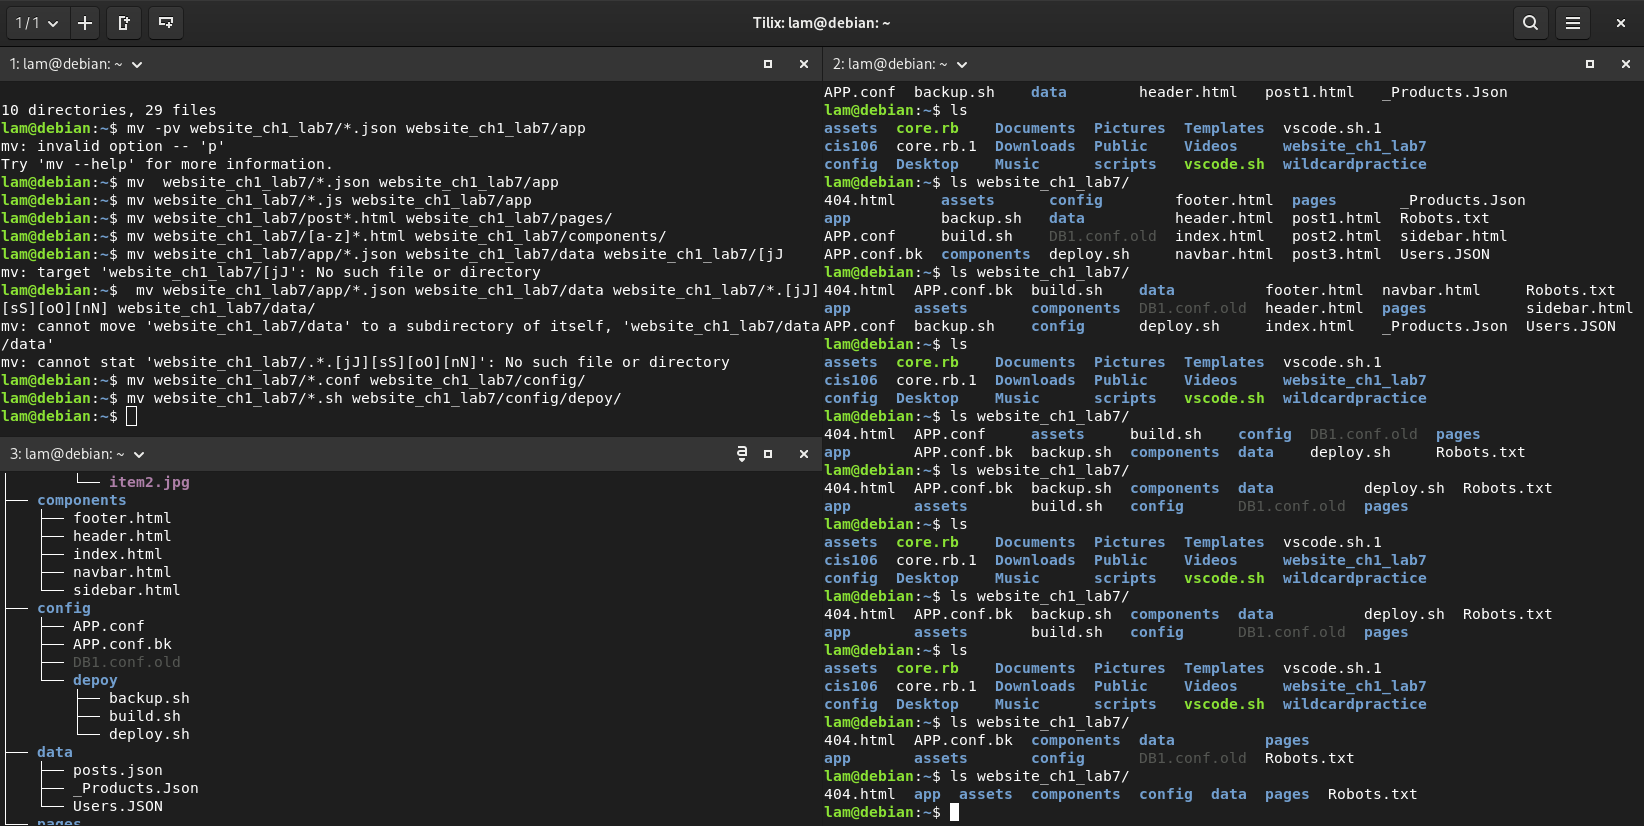 1 / 1
Tilix: lam@debian: ~
1: lam@debian: ~
10 directories, 29 files
lam@debian:~$ mv -pv website_ch1_lab7/*.json website_ch1_lab7/app
mv: invalid option -- 'p'
Try 'mv --help' for more information.
lam@debian:~$ mv  website_ch1_lab7/*.json website_ch1_lab7/app
lam@debian:~$ mv website_ch1_lab7/*.js website_ch1_lab7/app
lam@debian:~$ mv website_ch1_lab7/post*.html website_ch1_lab7/pages/
lam@debian:~$ mv website_ch1_lab7/[a-z]*.html website_ch1_lab7/components/
lam@debian:~$ mv website_ch1_lab7/app/*.json website_ch1_lab7/data website_ch1_lab7/[jJ
mv: target 'website_ch1_lab7/[jJ': No such file or directory
lam@debian:~$  mv website_ch1_lab7/app/*.json website_ch1_lab7/data website_ch1_lab7/*.[jJ]
[sS][oO][nN] website_ch1_lab7/data/
mv: cannot move 'website_ch1_lab7/data' to a subdirectory of itself, 'website_ch1_lab7/data
/data'
mv: cannot stat 'website_ch1_lab7/.*.[jJ][sS][oO][nN]': No such file or directory
lam@debian:~$ mv website_ch1_lab7/*.conf website_ch1_lab7/config/
lam@debian:~$ mv website_ch1_lab7/*.sh website_ch1_lab7/config/depoy/
lam@debian:~$
3: lam@debian: ~
└── item2.jpg
├── components
│   ├── footer.html
│   ├── header.html
│   ├── index.html
│   ├── navbar.html
│   └── sidebar.html
├── config
│   ├── APP.conf
│   ├── APP.conf.bk
│   ├── DB1.conf.old
│   └── depoy
│       ├── backup.sh
│       ├── build.sh
│       └── deploy.sh
├── data
│   ├── posts.json
│   ├── _Products.Json
│   └── Users.JSON
├── pages
2: lam@debian: ~
APP.conf  backup.sh    data        header.html   post1.html   _Products.Json
lam@debian:~$ ls
assets  core.rb    Documents  Pictures  Templates  vscode.sh.1
cis106  core.rb.1  Downloads  Public    Videos     website_ch1_lab7
config  Desktop    Music      scripts   vscode.sh  wildcardpractice
lam@debian:~$ ls website_ch1_lab7/
404.html     assets      config        footer.html  pages       _Products.Json
app          backup.sh   data          header.html  post1.html  Robots.txt
APP.conf     build.sh    DB1.conf.old  index.html   post2.html  sidebar.html
APP.conf.bk  components  deploy.sh     navbar.html  post3.html  Users.JSON
lam@debian:~$ ls website_ch1_lab7/
404.html  APP.conf.bk  build.sh    data          footer.html  navbar.html     Robots.txt
app       assets       components  DB1.conf.old  header.html  pages           sidebar.html
APP.conf  backup.sh    config      deploy.sh     index.html   _Products.Json  Users.JSON
lam@debian:~$ ls
assets  core.rb    Documents  Pictures  Templates  vscode.sh.1
cis106  core.rb.1  Downloads  Public    Videos     website_ch1_lab7
config  Desktop    Music      scripts   vscode.sh  wildcardpractice
lam@debian:~$ ls website_ch1_lab7/
404.html  APP.conf     assets     build.sh    config  DB1.conf.old  pages
app       APP.conf.bk  backup.sh  components  data    deploy.sh     Robots.txt
lam@debian:~$ ls website_ch1_lab7/
404.html  APP.conf.bk  backup.sh  components  data          deploy.sh  Robots.txt
app       assets       build.sh   config      DB1.conf.old  pages
lam@debian:~$ ls
assets  core.rb    Documents  Pictures  Templates  vscode.sh.1
cis106  core.rb.1  Downloads  Public    Videos     website_ch1_lab7
config  Desktop    Music      scripts   vscode.sh  wildcardpractice
lam@debian:~$ ls website_ch1_lab7/
404.html  APP.conf.bk  backup.sh  components  data          deploy.sh  Robots.txt
app       assets       build.sh   config      DB1.conf.old  pages
lam@debian:~$ ls
assets  core.rb    Documents  Pictures  Templates  vscode.sh.1
cis106  core.rb.1  Downloads  Public    Videos     website_ch1_lab7
config  Desktop    Music      scripts   vscode.sh  wildcardpractice
lam@debian:~$ ls website_ch1_lab7/
404.html  APP.conf.bk  components  data          pages
app       assets       config      DB1.conf.old  Robots.txt
lam@debian:~$ ls website_ch1_lab7/
404.html  app  assets  components  config  data  pages  Robots.txt
lam@debian:~$